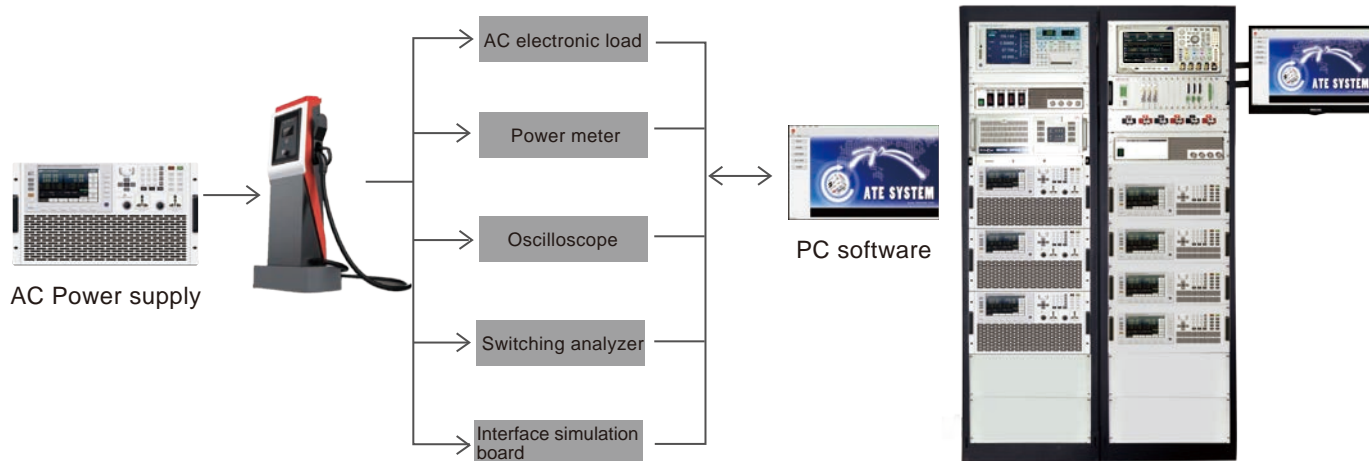 AC electronic load
Power meter
Oscilloscope
Switching analyzer
Interface simulation
board
AC Power supply
ATE SYSTEM
PC software
ATE SYSTEM